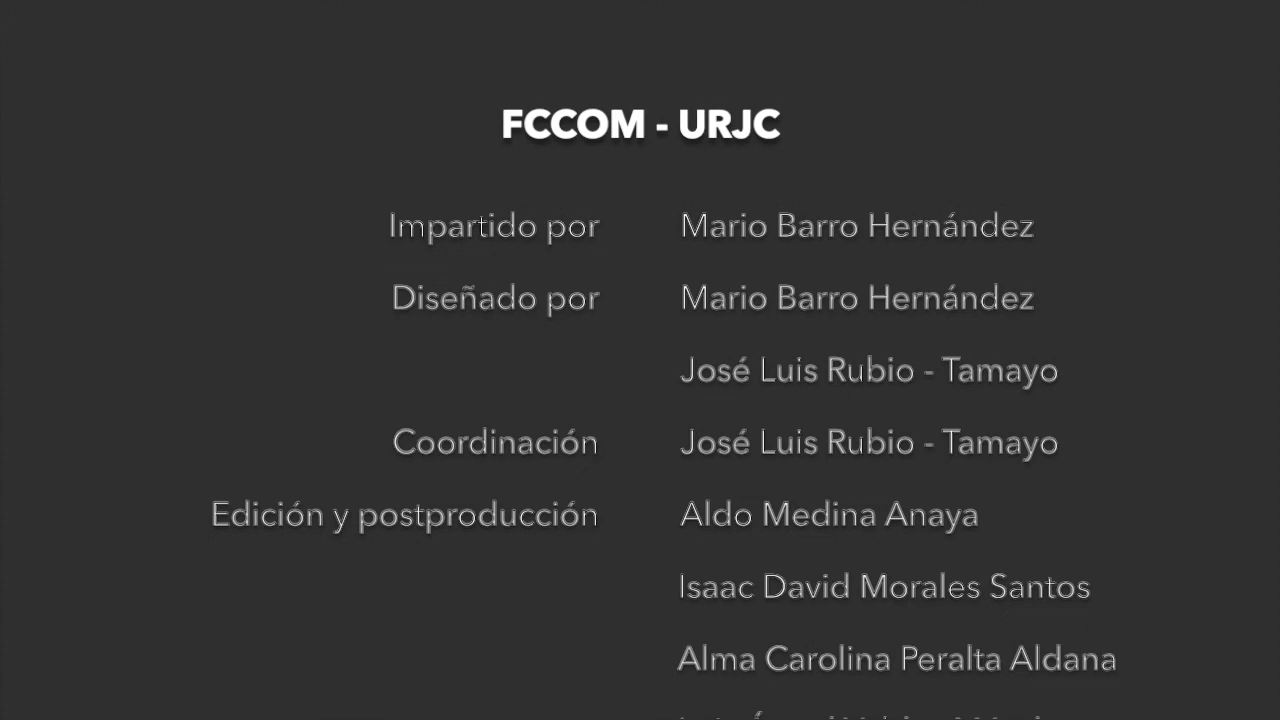 FCCOM - URJC
Impartido por Mario Barro Hernández
Diseñado por Mario Barro Hernández
José Luis Rubio - Tamayo
Coordinación José Luis Rubio - Tamayo
Edición y postproducción Aldo Medina Anaya
Isaac David Morales Santos
Alma Carolina Peralta Aldana